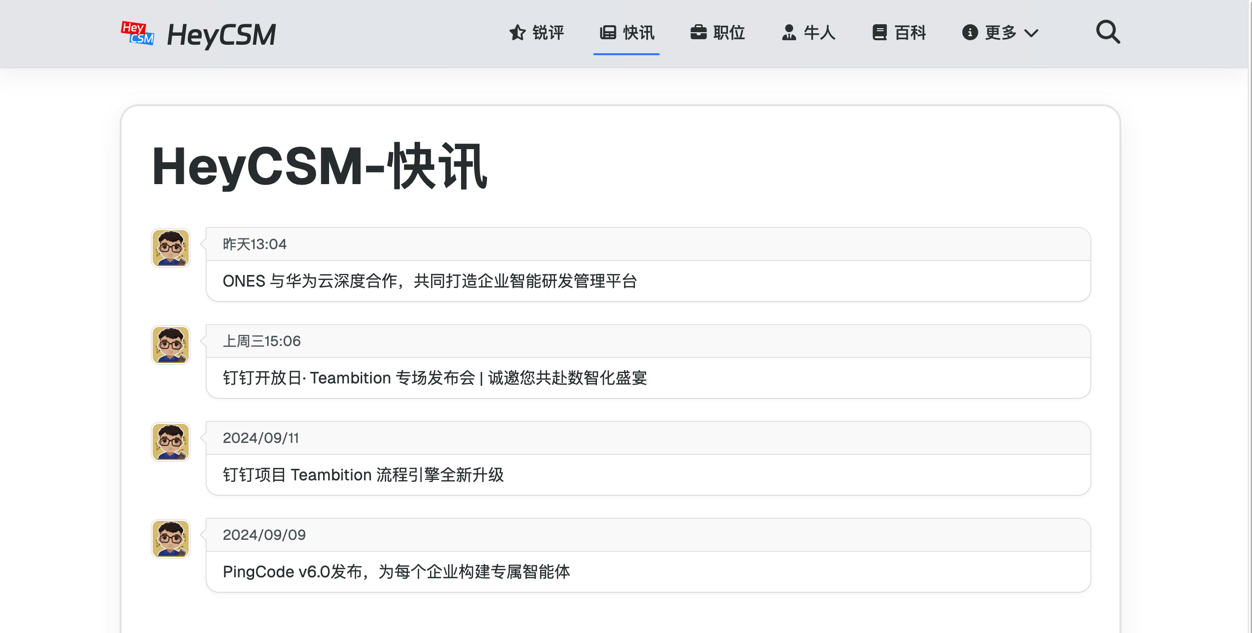 Hey CSM HeyCSM 锐评 快讯 职位 牛人 百科 更多
HeyCSM-快讯
昨天13:04
ONES 与华为云深度合作，共同打造企业智能研发管理平台
上周三15:06
钉钉开放日· Teambition 专场发布会 | 诚邀您共赴数智化盛宴
2024/09/11
钉钉项目 Teambition 流程引擎全新升级
2024/09/09
PingCode v6.0发布，为每个企业构建专属智能体